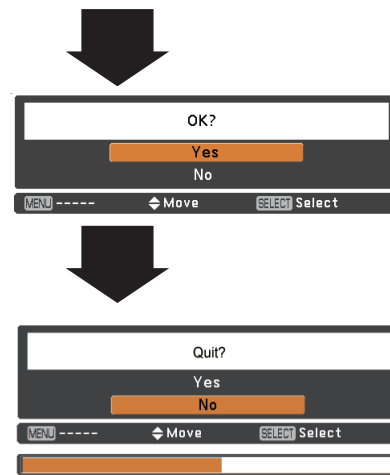 OK?
Yes
No
MENU ----- Move SELECT Select
Quit?
Yes
No
MENU ----- Move SELECT Select